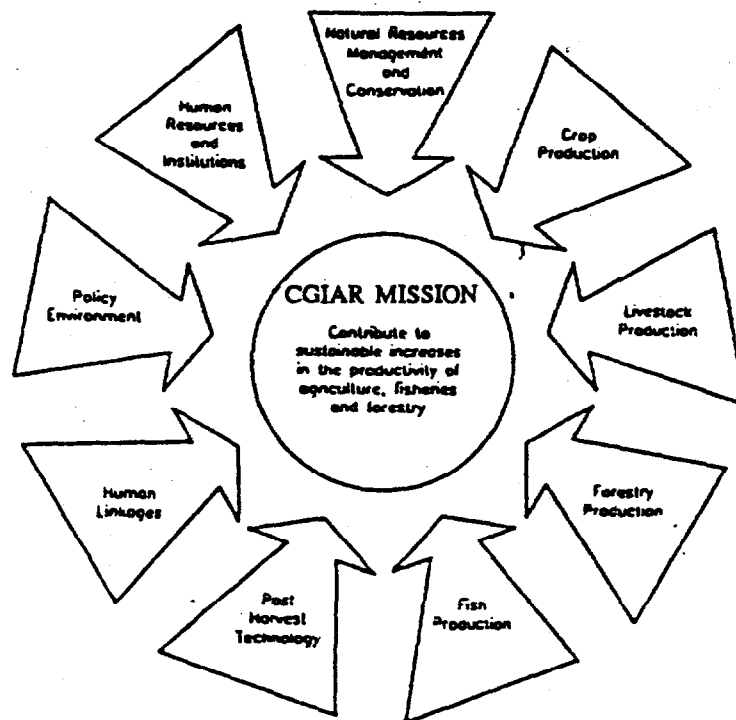 Natural Resources
Management
and
Conservation
Crop
Production
Livestock
Production
Forestry
Production
Fish
Production
Post
Harvest
Technology
Human
Linkages
Policy
Environment
Human
Resources
and
Institutions
CGIAR MISSION
Contribute to
sustainable increases
in the productivity of
agriculture, fisheries
and forestry